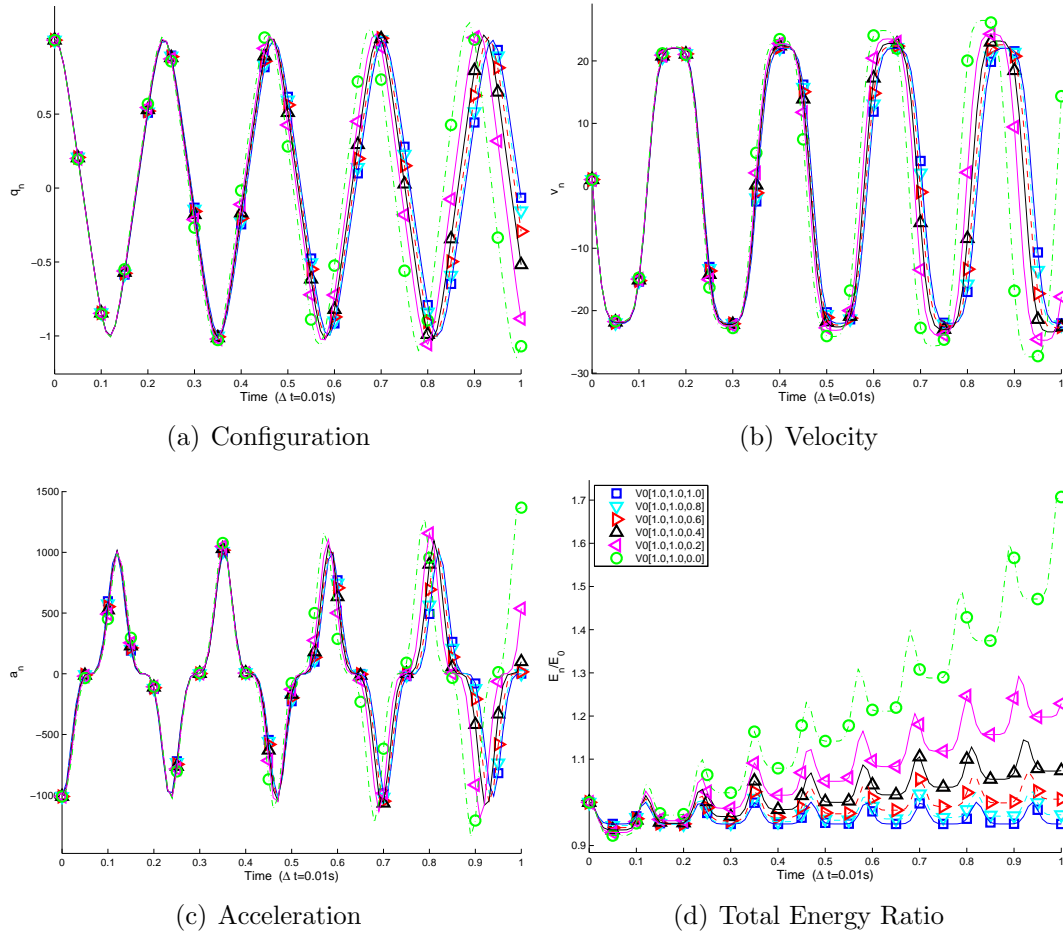 0.5
0
−0.5
−1
q_n
0 0.1 0.2 0.3 0.4 0.5 0.6 0.7 0.8 0.9 1
Time (Δ t=0.01s)
(a) Configuration
20
10
0
−10
−20
−30
v_n
0 0.1 0.2 0.3 0.4 0.5 0.6 0.7 0.8 0.9 1
Time (Δ t=0.01s)
(b) Velocity
1500
1000
500
0
−500
−1000
a_n
0 0.1 0.2 0.3 0.4 0.5 0.6 0.7 0.8 0.9 1
Time (Δ t=0.01s)
(c) Acceleration
V0[1.0,1.0,1.0]
V0[1.0,1.0,0.8]
V0[1.0,1.0,0.6]
V0[1.0,1.0,0.4]
V0[1.0,1.0,0.2]
V0[1.0,1.0,0.0]
1.7
1.6
1.5
1.4
1.3
1.2
1.1
1
0.9
E_n/E_0
0 0.1 0.2 0.3 0.4 0.5 0.6 0.7 0.8 0.9 1
Time (Δ t=0.01s)
(d) Total Energy Ratio